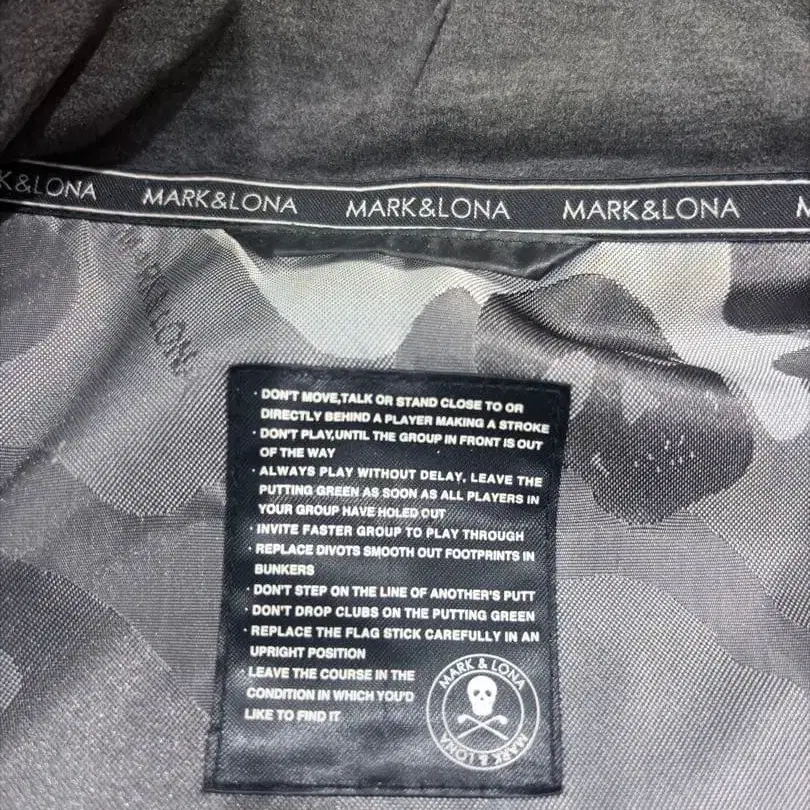 K&LONA MARK&LONA MARK&LONA MARK&LONA M
MARK&LONA
· DON'T MOVE,TALK OR STAND CLOSE TO OR
DIRECTLY BEHIND A PLAYER MAKING A STROKE
· DON'T PLAY,UNTIL THE GROUP IN FRONT IS OUT
OF THE WAY
· ALWAYS PLAY WITHOUT DELAY, LEAVE THE
PUTTING GREEN AS SOON AS ALL PLAYERS IN
YOUR GROUP HAVE HOLED OUT
· INVITE FASTER GROUP TO PLAY THROUGH
· REPLACE DIVOTS SMOOTH OUT FOOTPRINTS IN
BUNKERS
· DON'T STEP ON THE LINE OF ANOTHER'S PUTT
· DON'T DROP CLUBS ON THE PUTTING GREEN
· REPLACE THE FLAG STICK CAREFULLY IN AN
UPRIGHT POSITION
· LEAVE THE COURSE IN THE
CONDITION IN WHICH YOU'D
LIKE TO FIND IT
MARK & LONA
MARK & LONA